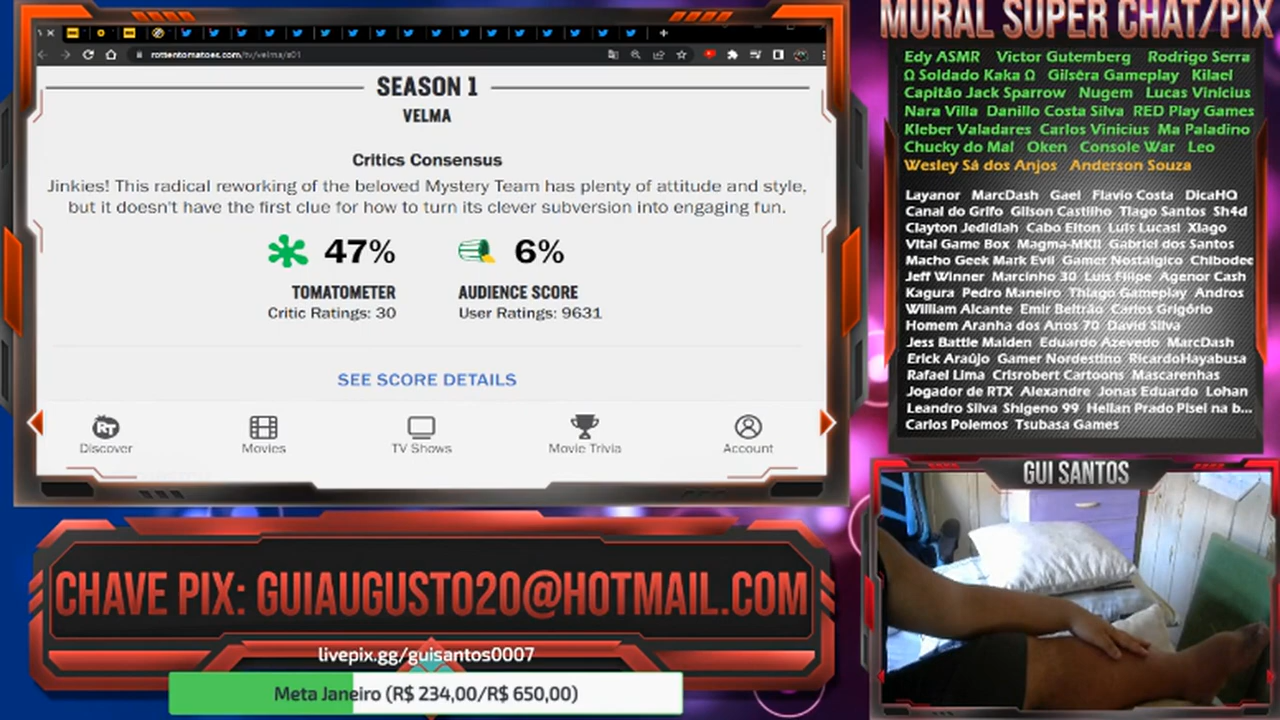 rottentomatoes.com/tv/velma/s01
SEASON 1
VELMA
Critics Consensus
Jinkies! This radical reworking of the beloved Mystery Team has plenty of attitude and style,
but it doesn't have the first clue for how to turn its clever subversion into engaging fun.
47% 6%
TOMATOMETER AUDIENCE SCORE
Critic Ratings: 30 User Ratings: 9631
SEE SCORE DETAILS
RT
Discover Movies TV Shows Movie Trivia Account
CHAVE PIX: GUIAUGUSTO20@HOTMAIL.COM
livepix.gg/guisantos0007
Meta Janeiro (R$ 234,00/R$ 650,00)
MURAL SUPER CHAT/PIX
Edy ASMR Victor Gutemberg Rodrigo Serra
Ω Soldado Kaka Ω Gilsëra Gameplay Kilael
Capitão Jack Sparrow Nugem Lucas Vinicius
Nara Villa Danillo Costa Silva RED Play Games
Kleber Valadares Carlos Vinicius Ma Paladino
Chucky do Mal Oken Console War Leo
Wesley Sá dos Anjos Anderson Souza
Layanor MarcDash Gael Flavio Costa DicaHQ
Canal do Grifo Gilson Castilho Tiago Santos Sh4d
Clayton Jedidiah Cabo Elton Luis Lucasl Xiago
Vital Game Box Magma-MKII Gabriel dos Santos
Macho Geek Mark Evil Gamer Nostálgico Chibodee
Jeff Winner Marcinho 30 Luis Filipe Agenor Cash
Kagura Pedro Maneiro Thiago Gameplay Andros
William Alcante Emir Beltrão Carlos Grigório
Homem Aranha dos Anos 70 David Silva
Jess Battle Maiden Eduardo Azevedo MarcDash
Erick Araújo Gamer Nordestino RicardoHayabusa
Rafael Lima Crisrobert Cartoons Mascarenhas
Jogador de RTX Alexandre Jonas Eduardo Lohan
Leandro Silva Shigeno 99 Hellan Prado Pisei na b...
Carlos Polemos Tsubasa Games
GUI SANTOS